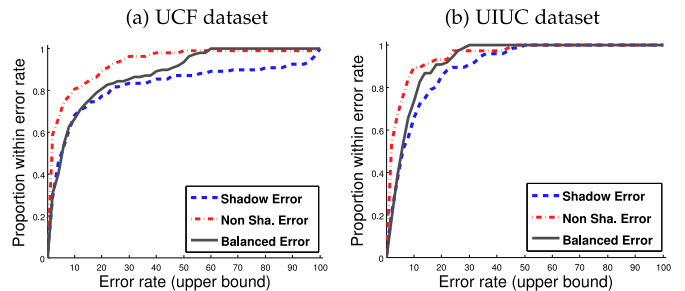 (a) UCF dataset
Proportion within error rate
1
0.8
0.6
0.4
0.2
0
10 20 30 40 50 60 70 80 90 100
Error rate (upper bound)
Shadow Error
Non Sha. Error
Balanced Error
(b) UIUC dataset
Proportion within error rate
1
0.8
0.6
0.4
0.2
0
10 20 30 40 50 60 70 80 90 100
Error rate (upper bound)
Shadow Error
Non Sha. Error
Balanced Error